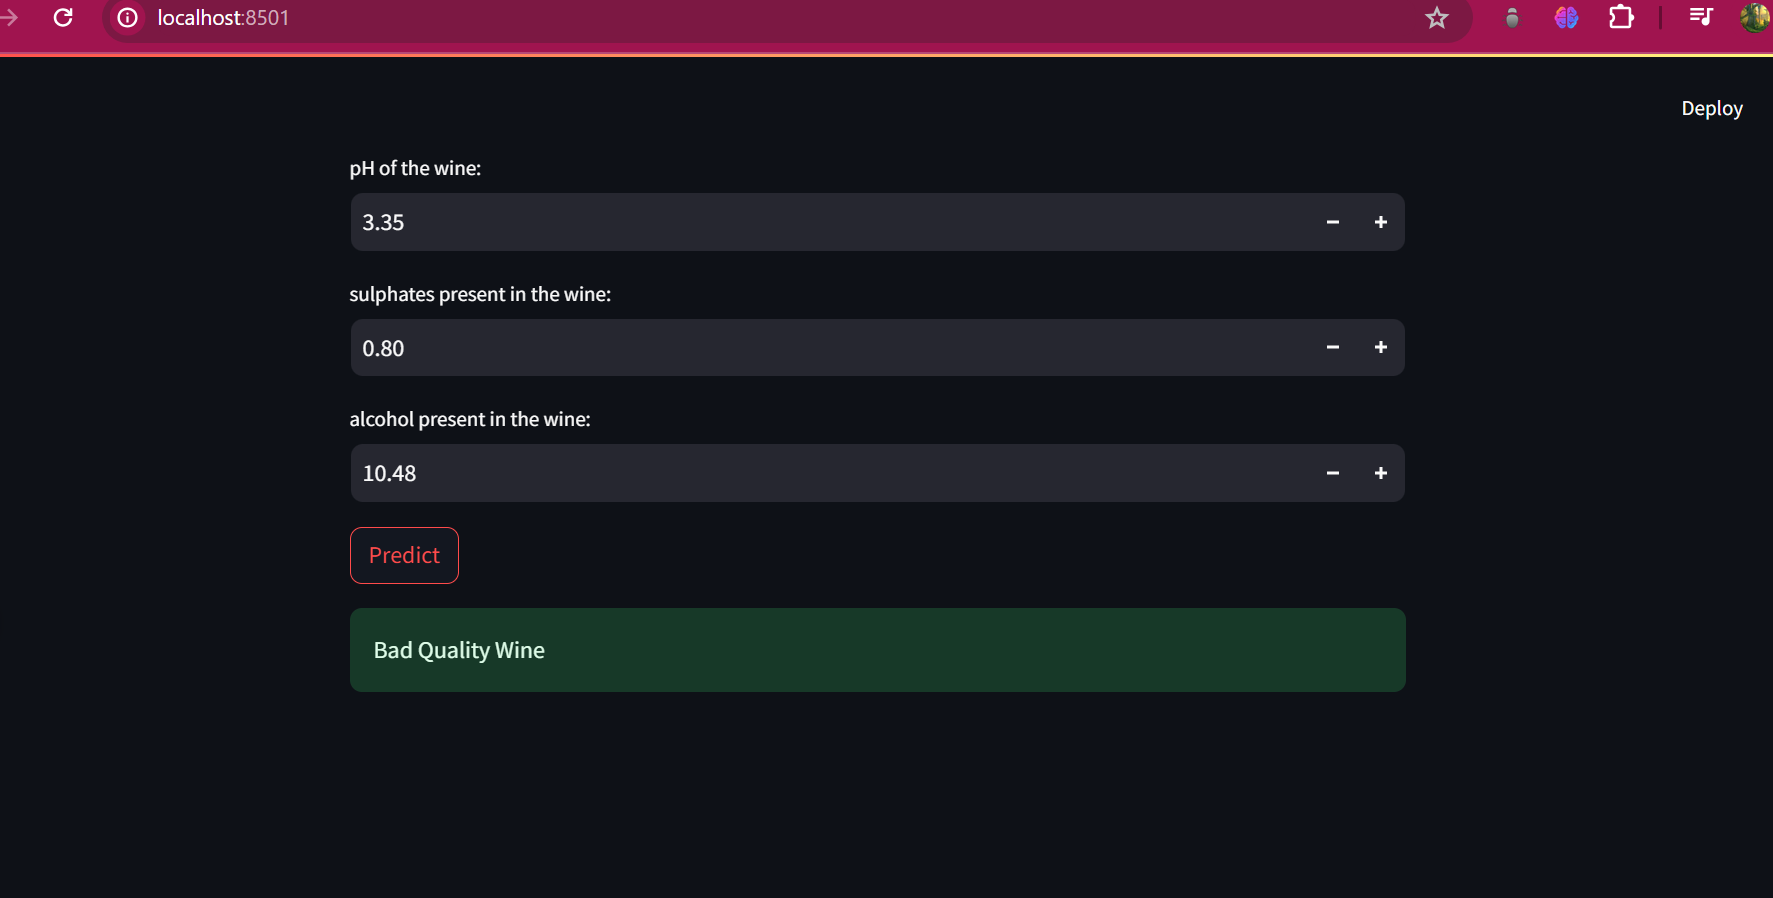 localhost:8501
Deploy
pH of the wine:
3.35
sulphates present in the wine:
0.80
alcohol present in the wine:
10.48
Predict
Bad Quality Wine